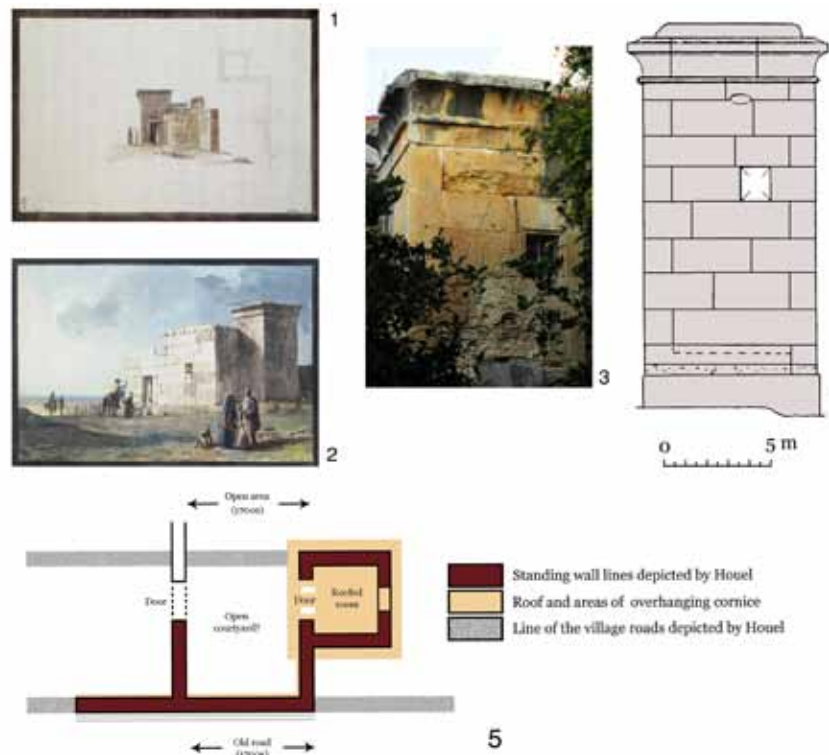 1
2
3
0
5 m
Open area
(1700s)
Door
Door
Roofed
room
Open
courtyard?
Old road
(1700s)
5
Standing wall lines depicted by Houel
Roof and areas of overhanging cornice
Line of the village roads depicted by Houel